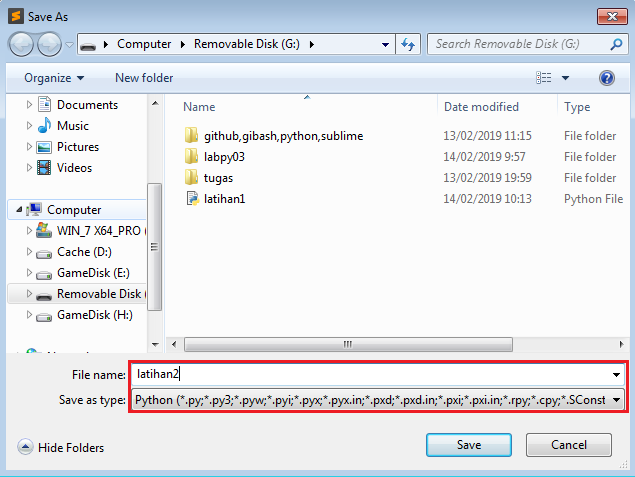 Save As
Computer Removable Disk (G:) Search Removable Disk (G:)
Organize New folder
Documents
Music
Pictures
Videos
Computer
WIN_7 X64_PRO (
Cache (D:)
GameDisk (E:)
Removable Disk (
GameDisk (H:)
Name Date modified Type
github,gibash,python,sublime 13/02/2019 11:15 File folder
labpy03 14/02/2019 9:57 File folder
tugas 13/02/2019 19:59 File folder
latihan1 14/02/2019 10:13 Python File
File name: latihan2
Save as type: Python (*.py;*.py3;*.pyw;*.pyi;*.pyx;*.pyx.in;*.pxd;*.pxd.in;*.pxi;*.pxi.in;*.rpy;*.cpy;*.SConst
Hide Folders Save Cancel